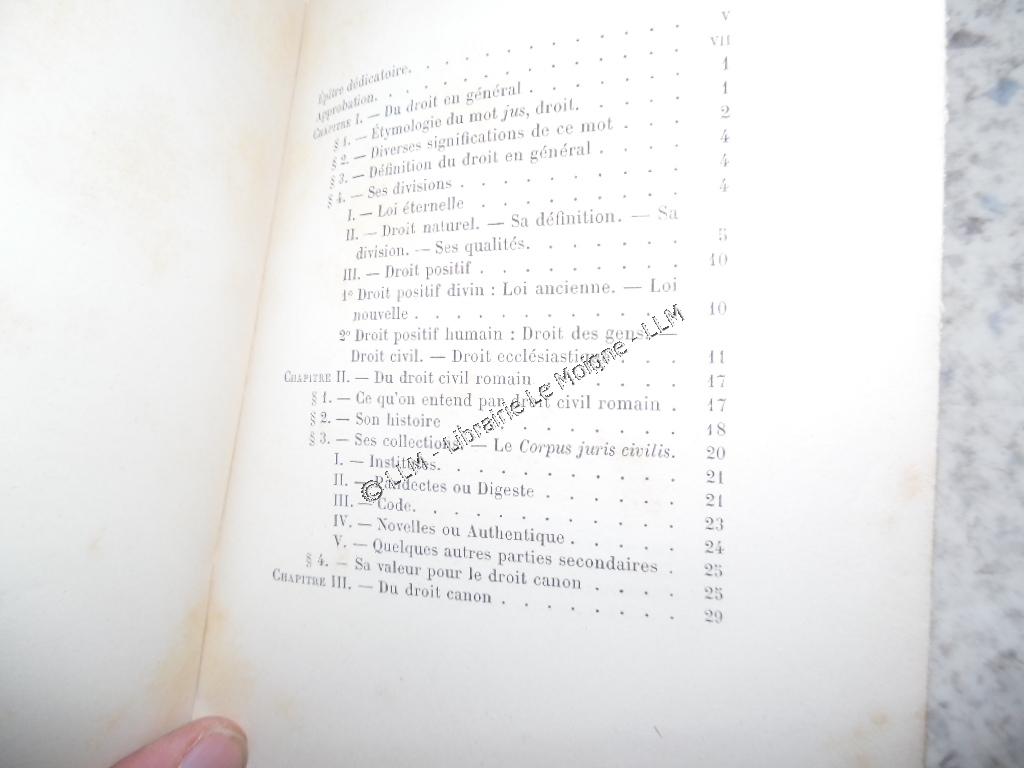 Épitre dédicatoire. . . . . . . . . . . V
Approbation. . . . . . . . . . . . VII
CHAPITRE I. — Du droit en général . . . . . . 1
§ 1. — Étymologie du mot jus, droit. . . . . 1
§ 2. — Diverses significations de ce mot . . . 2
§ 3. — Définition du droit en général . . . . 4
§ 4. — Ses divisions . . . . . . . . . 4
I. — Loi éternelle . . . . . . . . 4
II. — Droit naturel. — Sa définition. — Sa
division. — Ses qualités. . . . . . . 5
III. — Droit positif . . . . . . . . . 10
1º Droit positif divin : Loi ancienne. — Loi
nouvelle . . . . . . . . . . . 10
2º Droit positif humain : Droit des gens. —
Droit civil. — Droit ecclésiastique . . . 11
CHAPITRE II. — Du droit civil romain . . . . . 17
§ 1. — Ce qu'on entend par droit civil romain . 17
§ 2. — Son histoire . . . . . . . . . 18
§ 3. — Ses collections. — Le Corpus juris civilis. 20
I. — Institutes. . . . . . . . . . 21
II. — Pandectes ou Digeste . . . . . . 21
III. — Code. . . . . . . . . . . 23
IV. — Novelles ou Authentique . . . . . 24
V. — Quelques autres parties secondaires . 25
§ 4. — Sa valeur pour le droit canon . . . . 25
CHAPITRE III. — Du droit canon . . . . . . . 29
© LLM - Librairie Le Moigne - LLM